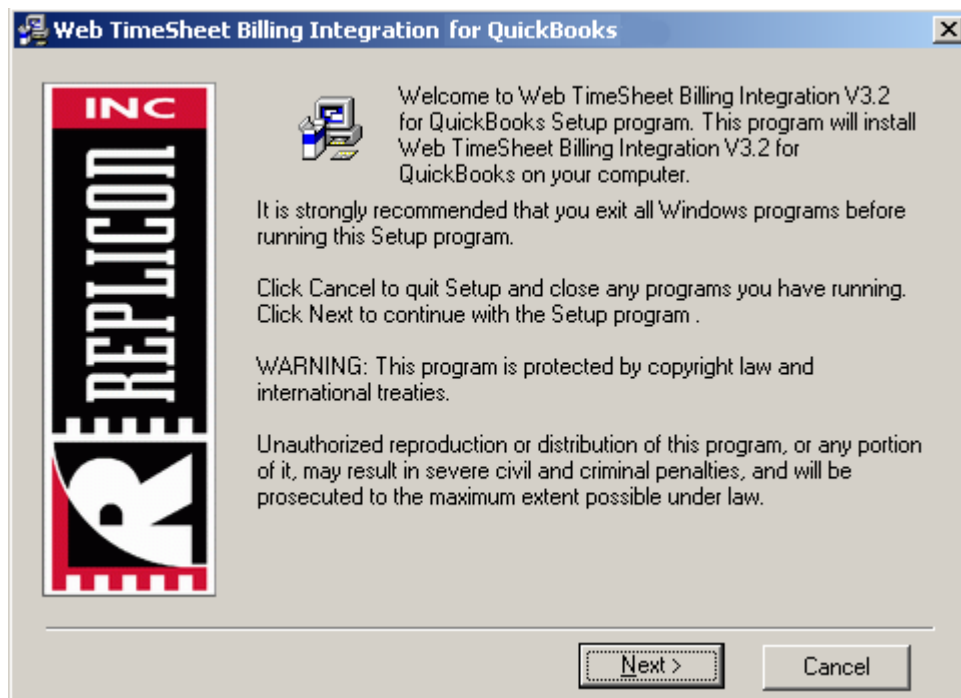 Web TimeSheet Billing Integration for QuickBooks
INC
REPLICON
R
Welcome to Web TimeSheet Billing Integration V3.2
for QuickBooks Setup program. This program will install
Web TimeSheet Billing Integration V3.2 for
QuickBooks on your computer.
It is strongly recommended that you exit all Windows programs before
running this Setup program.
Click Cancel to quit Setup and close any programs you have running.
Click Next to continue with the Setup program .
WARNING: This program is protected by copyright law and
international treaties.
Unauthorized reproduction or distribution of this program, or any portion
of it, may result in severe civil and criminal penalties, and will be
prosecuted to the maximum extent possible under law.
Next >
Cancel